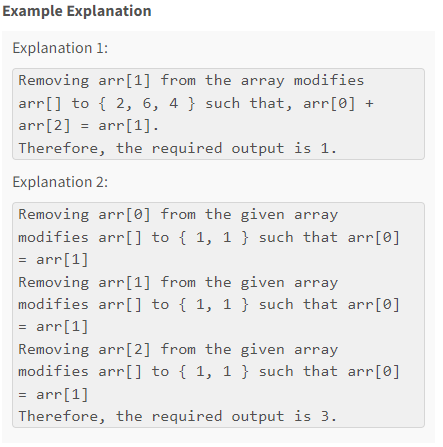 Example Explanation
Explanation 1:
Removing arr[1] from the array modifies
arr[] to { 2, 6, 4 } such that, arr[0] +
arr[2] = arr[1].
Therefore, the required output is 1.
Explanation 2:
Removing arr[0] from the given array
modifies arr[] to { 1, 1 } such that arr[0]
= arr[1]
Removing arr[1] from the given array
modifies arr[] to { 1, 1 } such that arr[0]
= arr[1]
Removing arr[2] from the given array
modifies arr[] to { 1, 1 } such that arr[0]
= arr[1]
Therefore, the required output is 3.